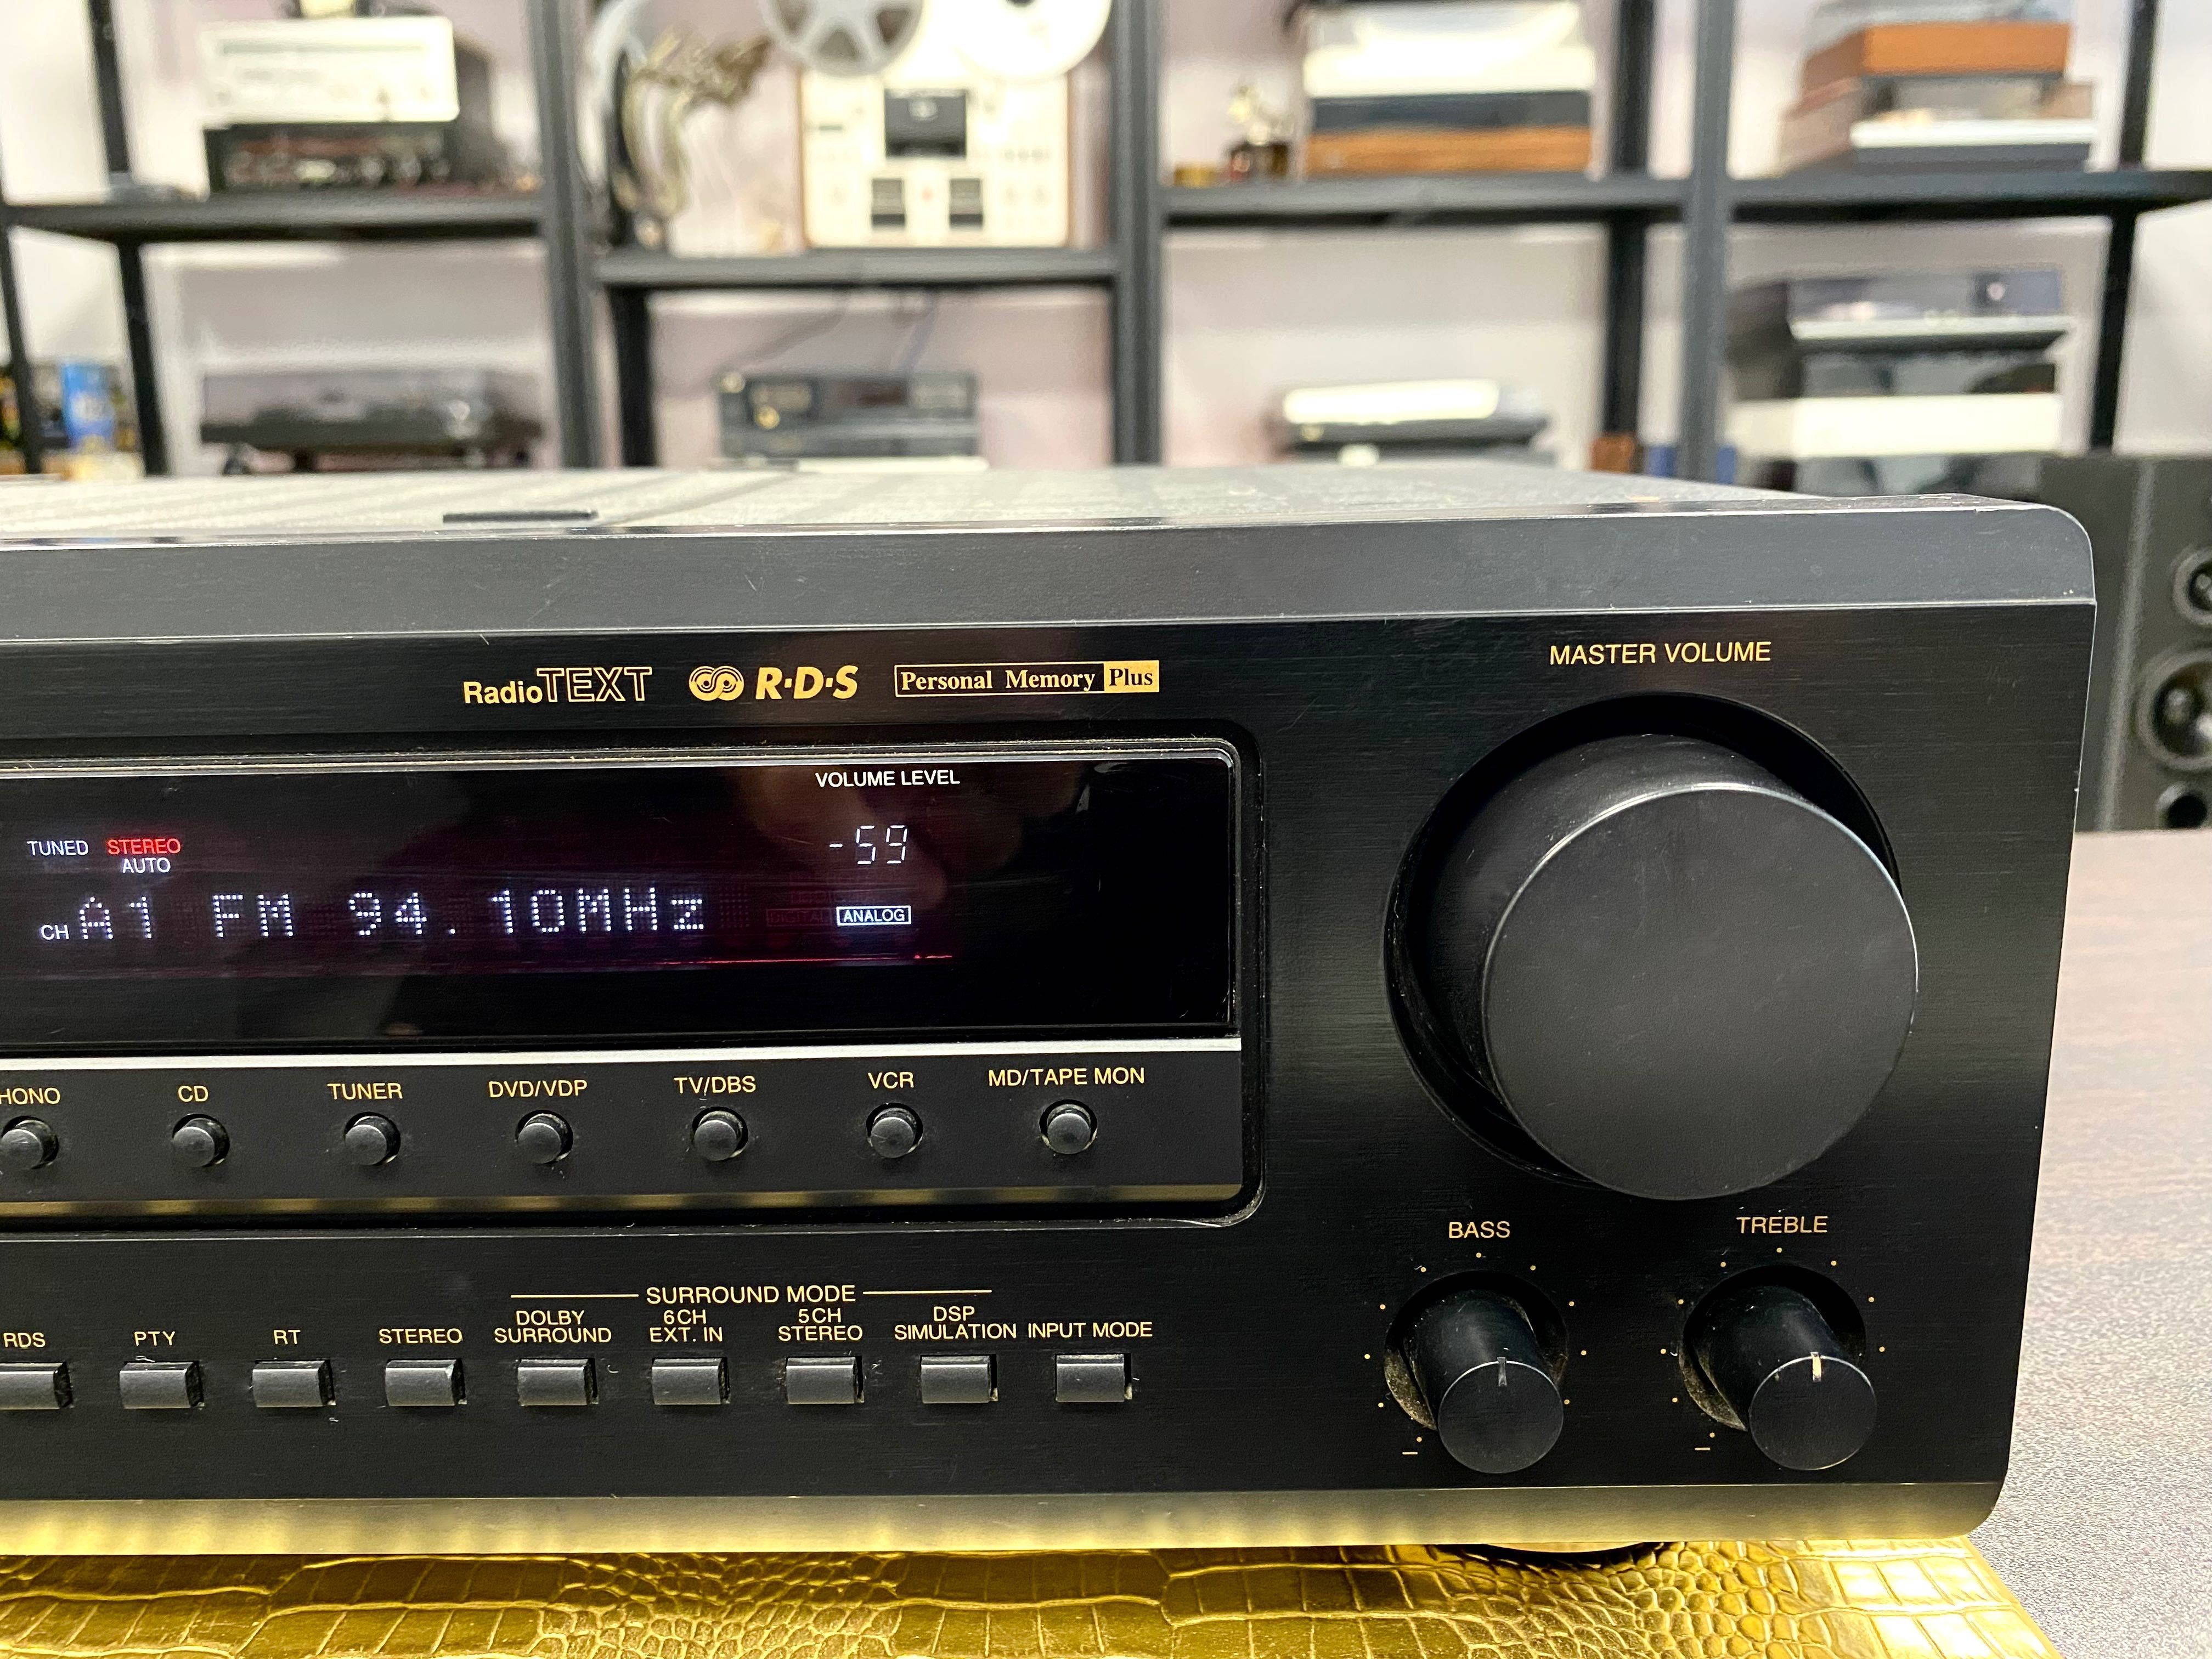 RadioTEXT R·D·S Personal Memory Plus
MASTER VOLUME
VOLUME LEVEL
-59
TUNED STEREO
AUTO
CH A1 FM 94.10MHz
ANALOG
HONO CD TUNER DVD/VDP TV/DBS VCR MD/TAPE MON
BASS TREBLE
SURROUND MODE
RDS PTY RT STEREO
DOLBY
SURROUND
6CH
EXT. IN
5CH
STEREO
DSP
SIMULATION
INPUT MODE